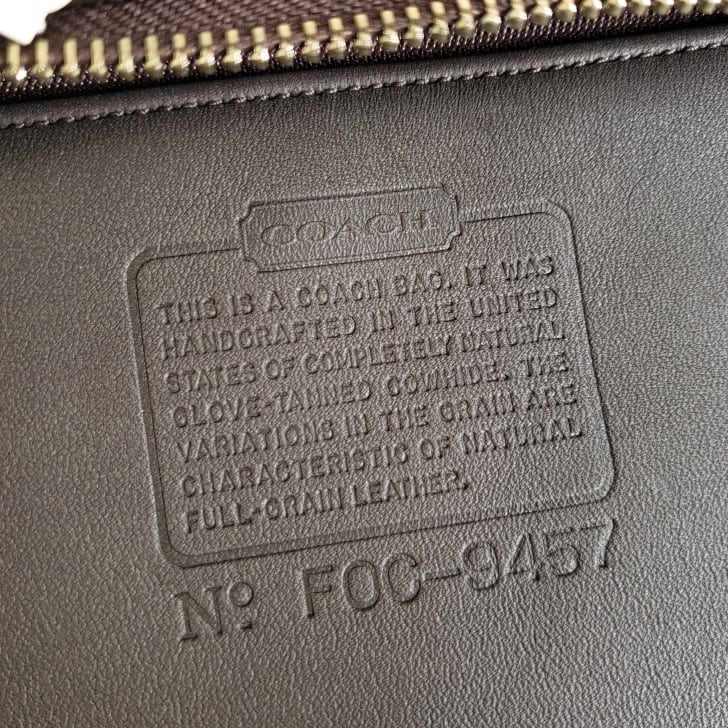 COACH
THIS IS A COACH BAG. IT WAS
HANDCRAFTED IN THE UNITED
STATES OF COMPLETELY NATURAL
GLOVE-TANNED COWHIDE. THE
VARIATIONS IN THE GRAIN ARE
CHARACTERISTIC OF NATURAL
FULL-GRAIN LEATHER.
Nº FOC-9457